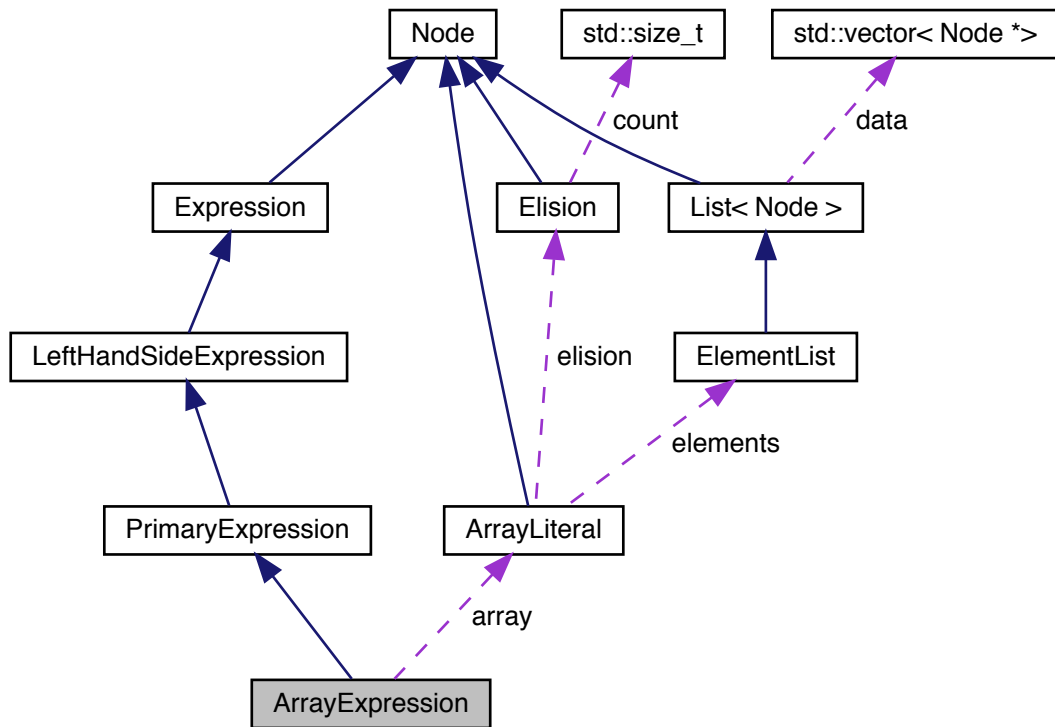 Node
std::size_t
std::vector< Node *>
count
data
Expression
Elision
List< Node >
LeftHandSideExpression
elision
ElementList
elements
PrimaryExpression
ArrayLiteral
array
ArrayExpression